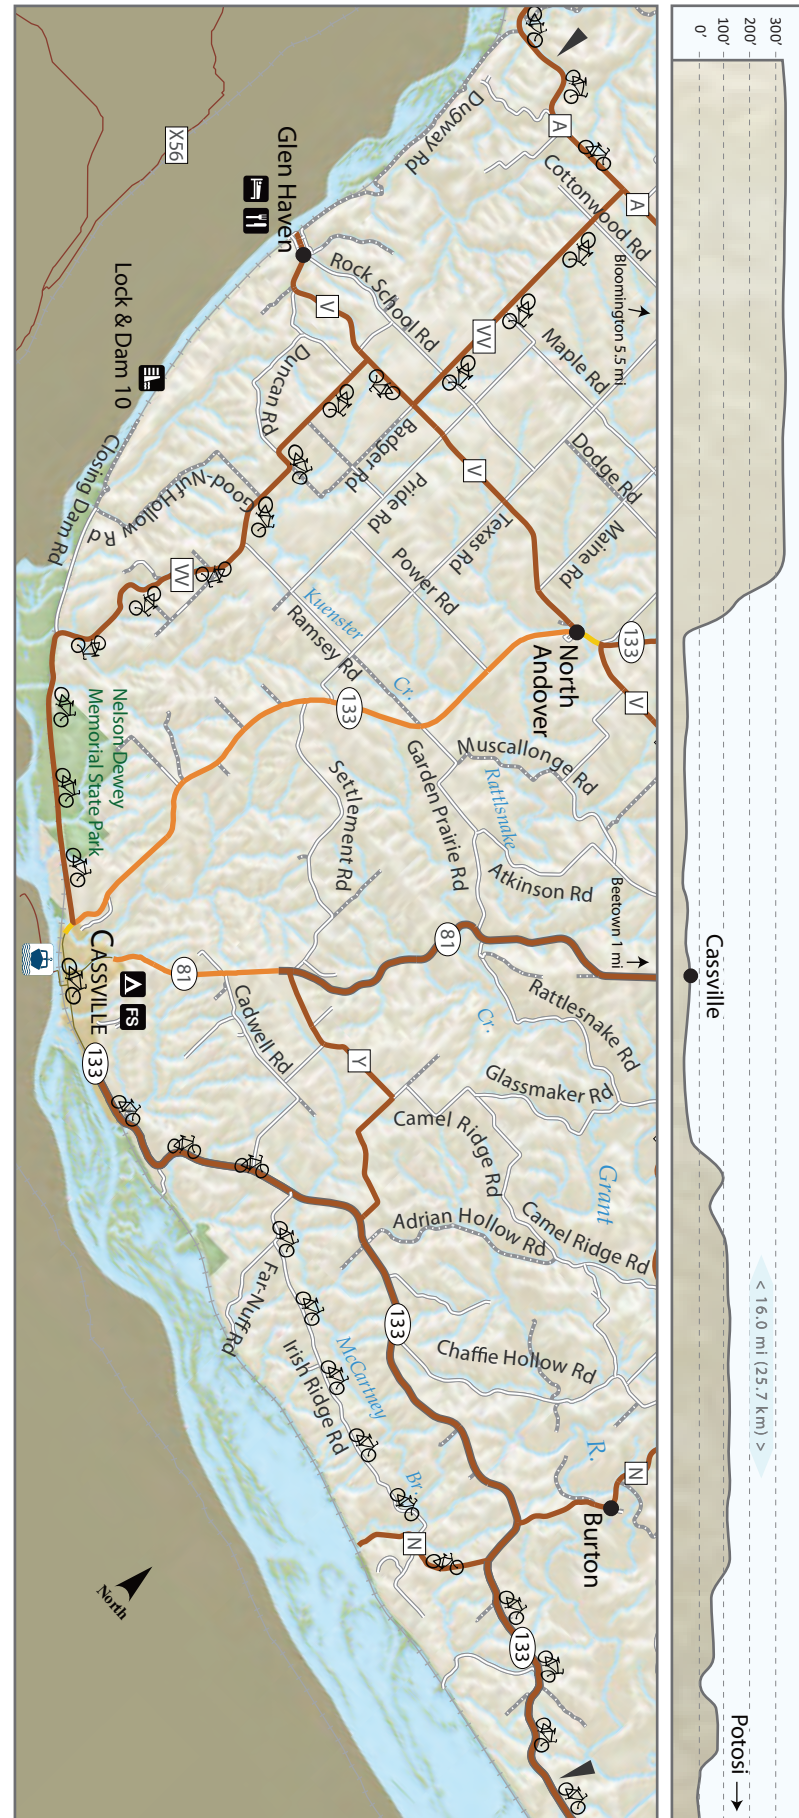 0'
100'
200'
300'
Cassville
< 16.0 mi (25.7 km) >
Potosi
A
A
Cottonwood Rd
Dugway Rd
X56
Glen Haven
Bloomington 5.5 mi
Rock School Rd
V
VV
Maple Rd
Lock & Dam 10
Duncan Rd
Badger Rd
V
Dodge Rd
Closing Dam Rd
Good-Nuf Hollow
Rd
Pride Rd
Texas Rd
Maine Rd
VV
Power Rd
Kuenster
Cr.
Ramsey Rd
North
Andover
133
V
133
Nelson Dewey
Memorial State Park
Muscallonge Rd
Rattlsnake
Garden Prairie Rd
Settlement Rd
Atkinson Rd
Beetown 1 mi
81
81
CASSVILLE
FS
Cadwell Rd
Cr.
Rattlesnake Rd
Glassmaker Rd
Y
133
Camel Ridge Rd
Grant
Adrian Hollow Rd
Camel Ridge Rd
Far-Nuff Rd
133
Irish Ridge Rd
McCartney
Br.
Chaffie Hollow Rd
R.
N
Burton
N
133
North